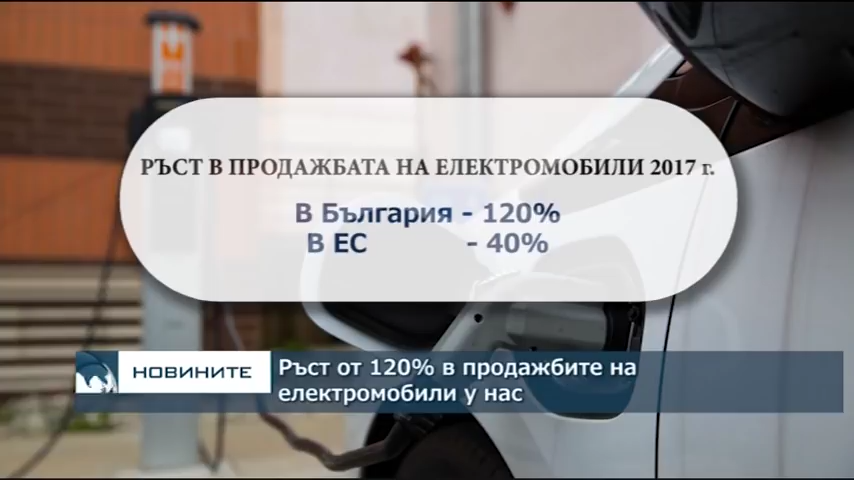 РЪСТ В ПРОДАЖБАТА НА ЕЛЕКТРОМОБИЛИ 2017 г.
В България - 120%
В ЕС - 40%
НОВИНИТЕ
Ръст от 120% в продажбите на
електромобили у нас